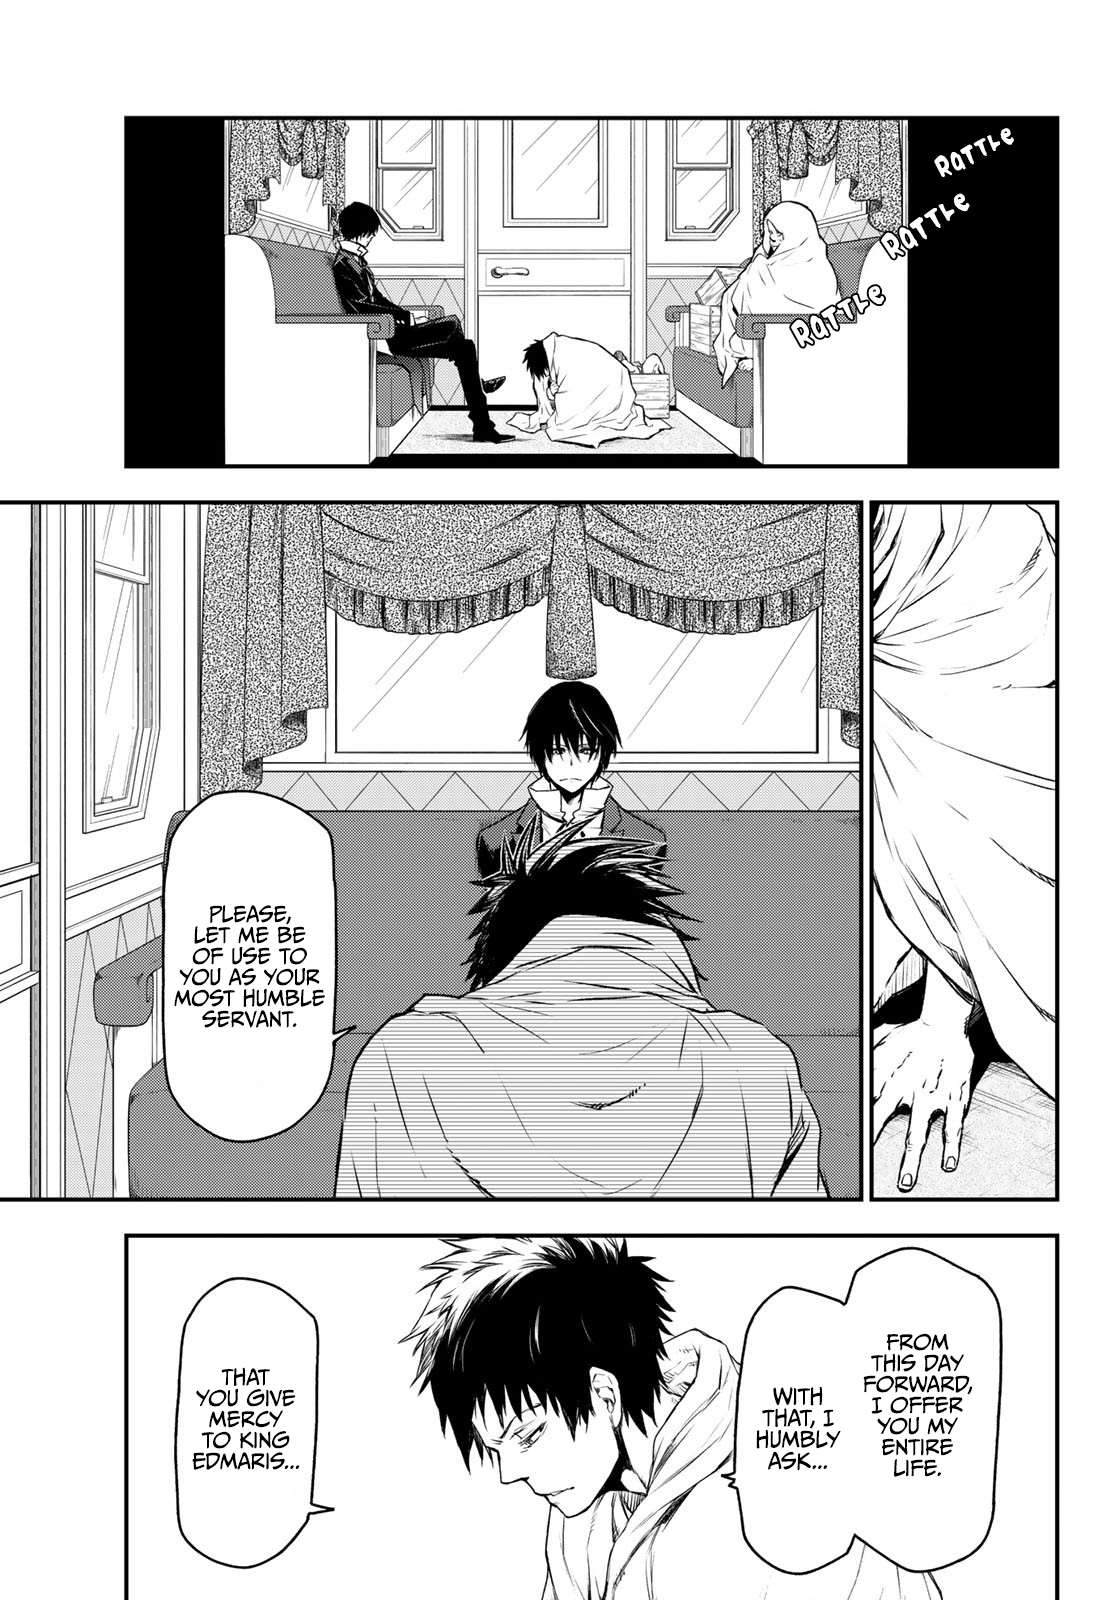 RATTLE
RATTLE
RATTLE
PLEASE,
LET ME BE
OF USE TO
YOU AS YOUR
MOST HUMBLE
SERVANT.
FROM
THIS DAY
FORWARD,
I OFFER
YOU MY
ENTIRE
LIFE.
WITH
THAT, I
HUMBLY
ASK...
THAT
YOU GIVE
MERCY
TO KING
EDMARIS...